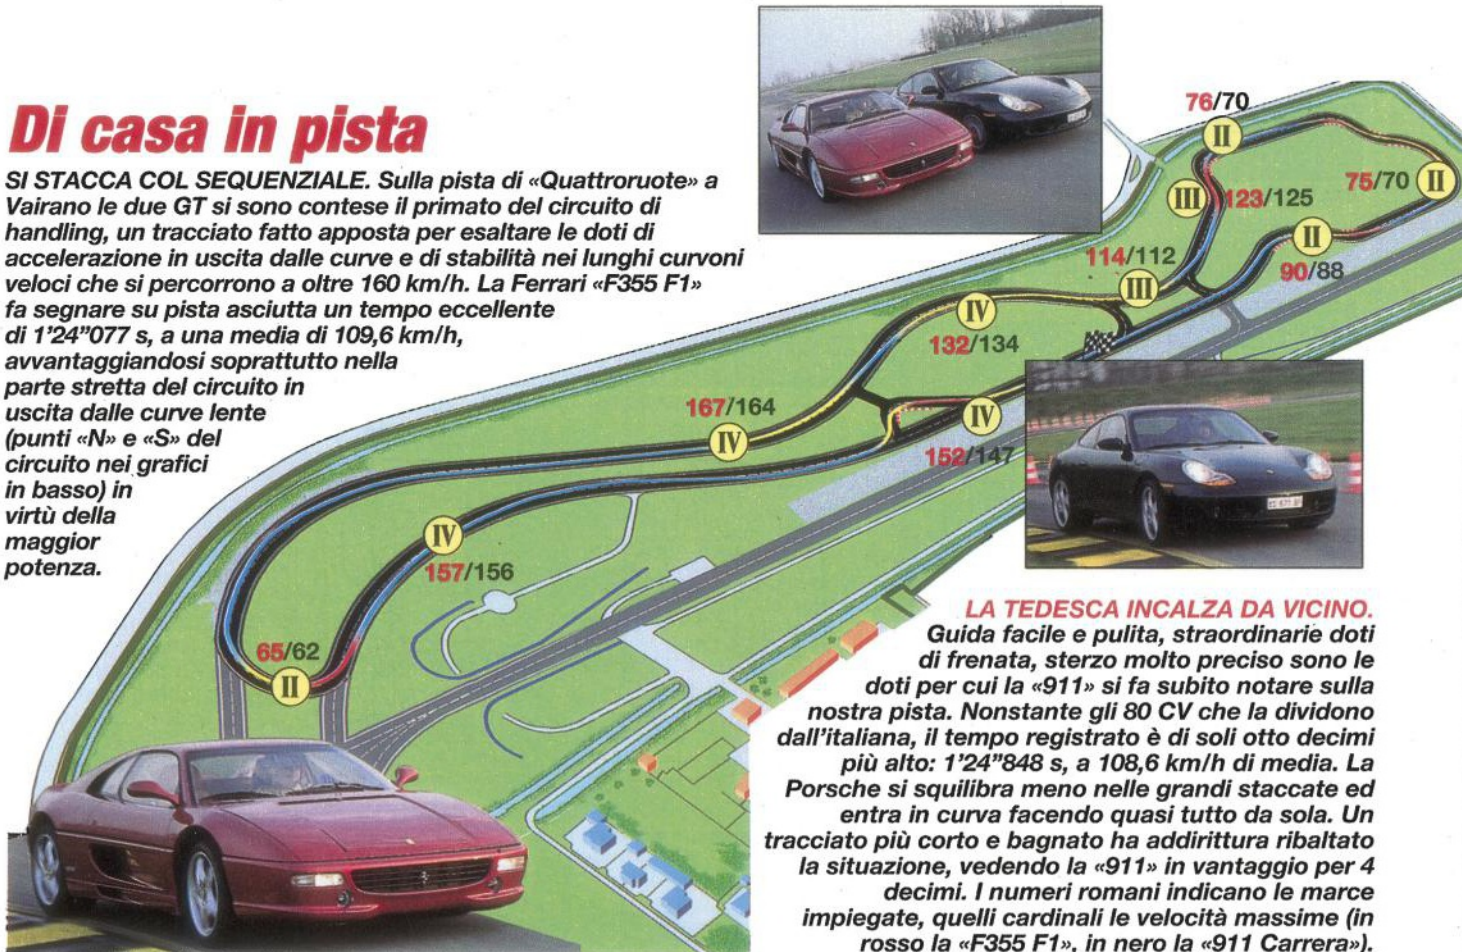 Di casa in pista
SI STACCA COL SEQUENZIALE. Sulla pista di «Quattroruote» a
Vairano le due GT si sono contese il primato del circuito di
handling, un tracciato fatto apposta per esaltare le doti di
accelerazione in uscita dalle curve e di stabilità nei lunghi curvoni
veloci che si percorrono a oltre 160 km/h. La Ferrari «F355 F1»
fa segnare su pista asciutta un tempo eccellente
di 1'24"077 s, a una media di 109,6 km/h,
avvantaggiandosi soprattutto nella
parte stretta del circuito in
uscita dalle curve lente
(punti «N» e «S» del
circuito nei grafici
in basso) in
virtù della
maggior
potenza.
76/70
II
75/70 II
III
123/125
II
90/88
114/112
III
IV
132/134
167/164
IV
IV
152/147
IV
157/156
65/62
II
LA TEDESCA INCALZA DA VICINO.
Guida facile e pulita, straordinarie doti
di frenata, sterzo molto preciso sono le
doti per cui la «911» si fa subito notare sulla
nostra pista. Nonstante gli 80 CV che la dividono
dall'italiana, il tempo registrato è di soli otto decimi
più alto: 1'24"848 s, a 108,6 km/h di media. La
Porsche si squilibra meno nelle grandi staccate ed
entra in curva facendo quasi tutto da sola. Un
tracciato più corto e bagnato ha addirittura ribaltato
la situazione, vedendo la «911» in vantaggio per 4
decimi. I numeri romani indicano le marce
impiegate, quelli cardinali le velocità massime (in
rosso la «F355 F1», in nero la «911 Carrera»).